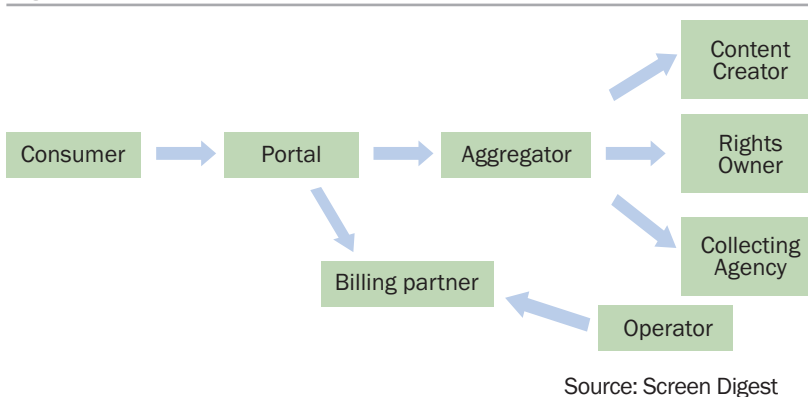 Content
Creator
Consumer
Portal
Aggregator
Rights
Owner
Collecting
Agency
Billing partner
Operator
Source: Screen Digest